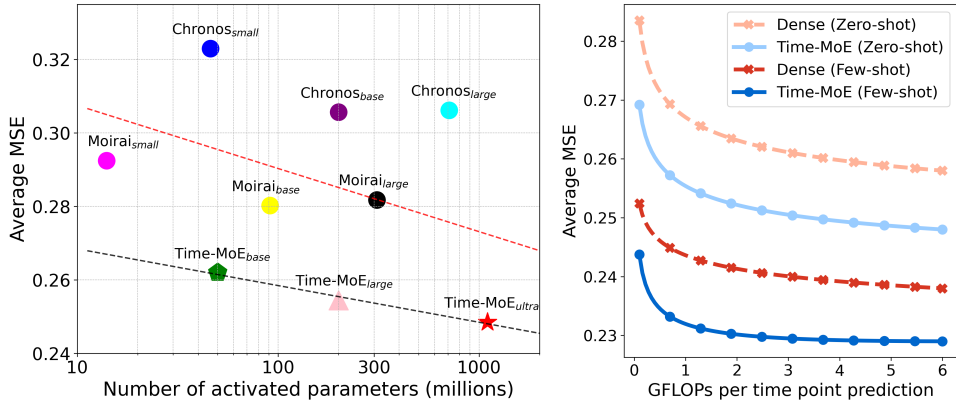 0.32
0.30
0.28
0.26
0.24
Average MSE
Chronos_small
Chronos_base
Chronos_large
Moirai_small
Moirai_base
Moirai_large
Time-MoE_base
Time-MoE_large
Time-MoE_ultra
10 100 300 1000
Number of activated parameters (millions)
0.28
0.27
0.26
0.25
0.24
0.23
Average MSE
Dense (Zero-shot)
Time-MoE (Zero-shot)
Dense (Few-shot)
Time-MoE (Few-shot)
0 1 2 3 4 5 6
GFLOPs per time point prediction